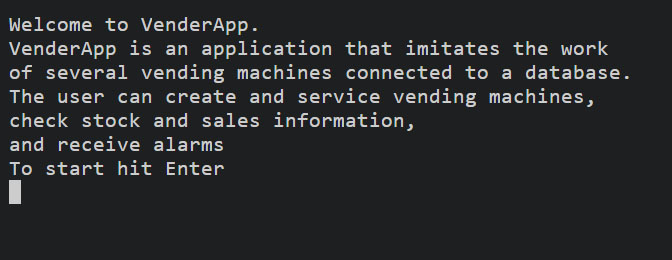 Welcome to VenderApp.
VenderApp is an application that imitates the work
of several vending machines connected to a database.
The user can create and service vending machines,
check stock and sales information,
and receive alarms
To start hit Enter